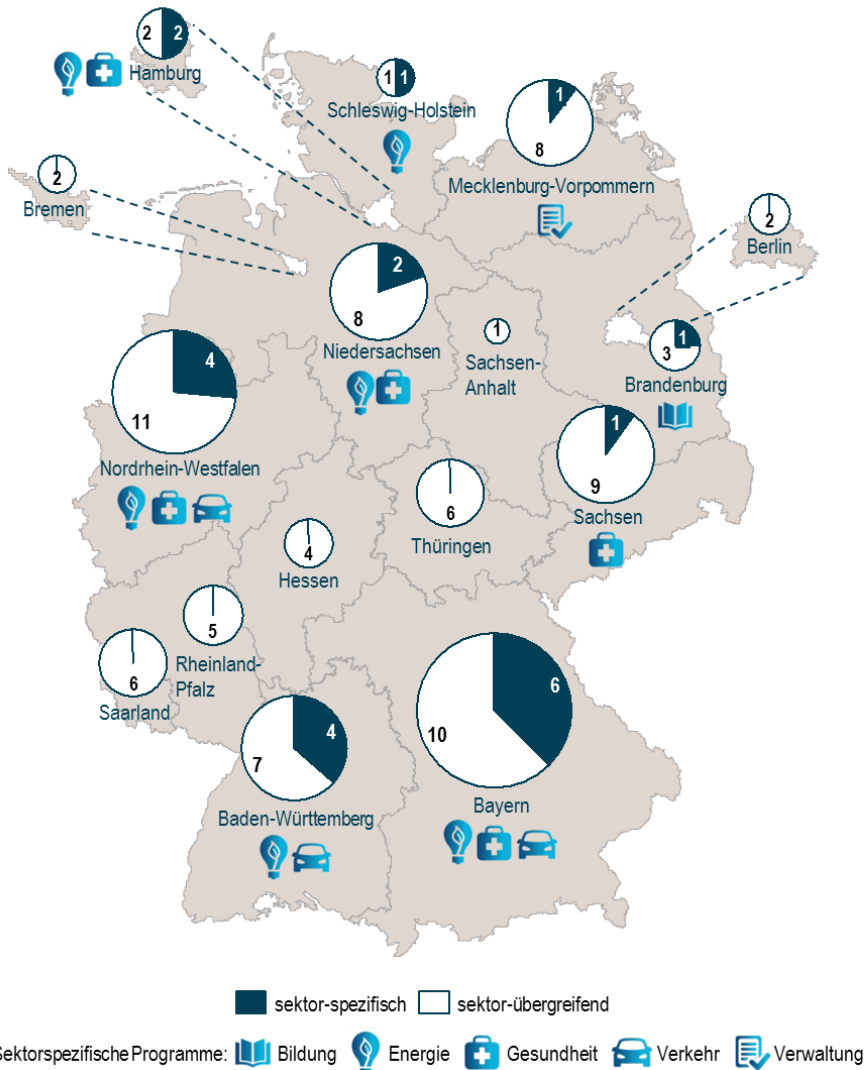 2 2
Hamburg
1 1
Schleswig-Holstein
1
8
Mecklenburg-Vorpommern
2
Bremen
2
Berlin
2
8
Niedersachsen
1
Sachsen-
Anhalt
1
3
Brandenburg
4
11
Nordrhein-Westfalen
1
9
Sachsen
6
Thüringen
4
Hessen
5
Rheinland-
Pfalz
6
Saarland
4
7
Baden-Württemberg
6
10
Bayern
sektor-spezifisch sektor-übergreifend
Sektorspezifische Programme: Bildung Energie Gesundheit Verkehr Verwaltung